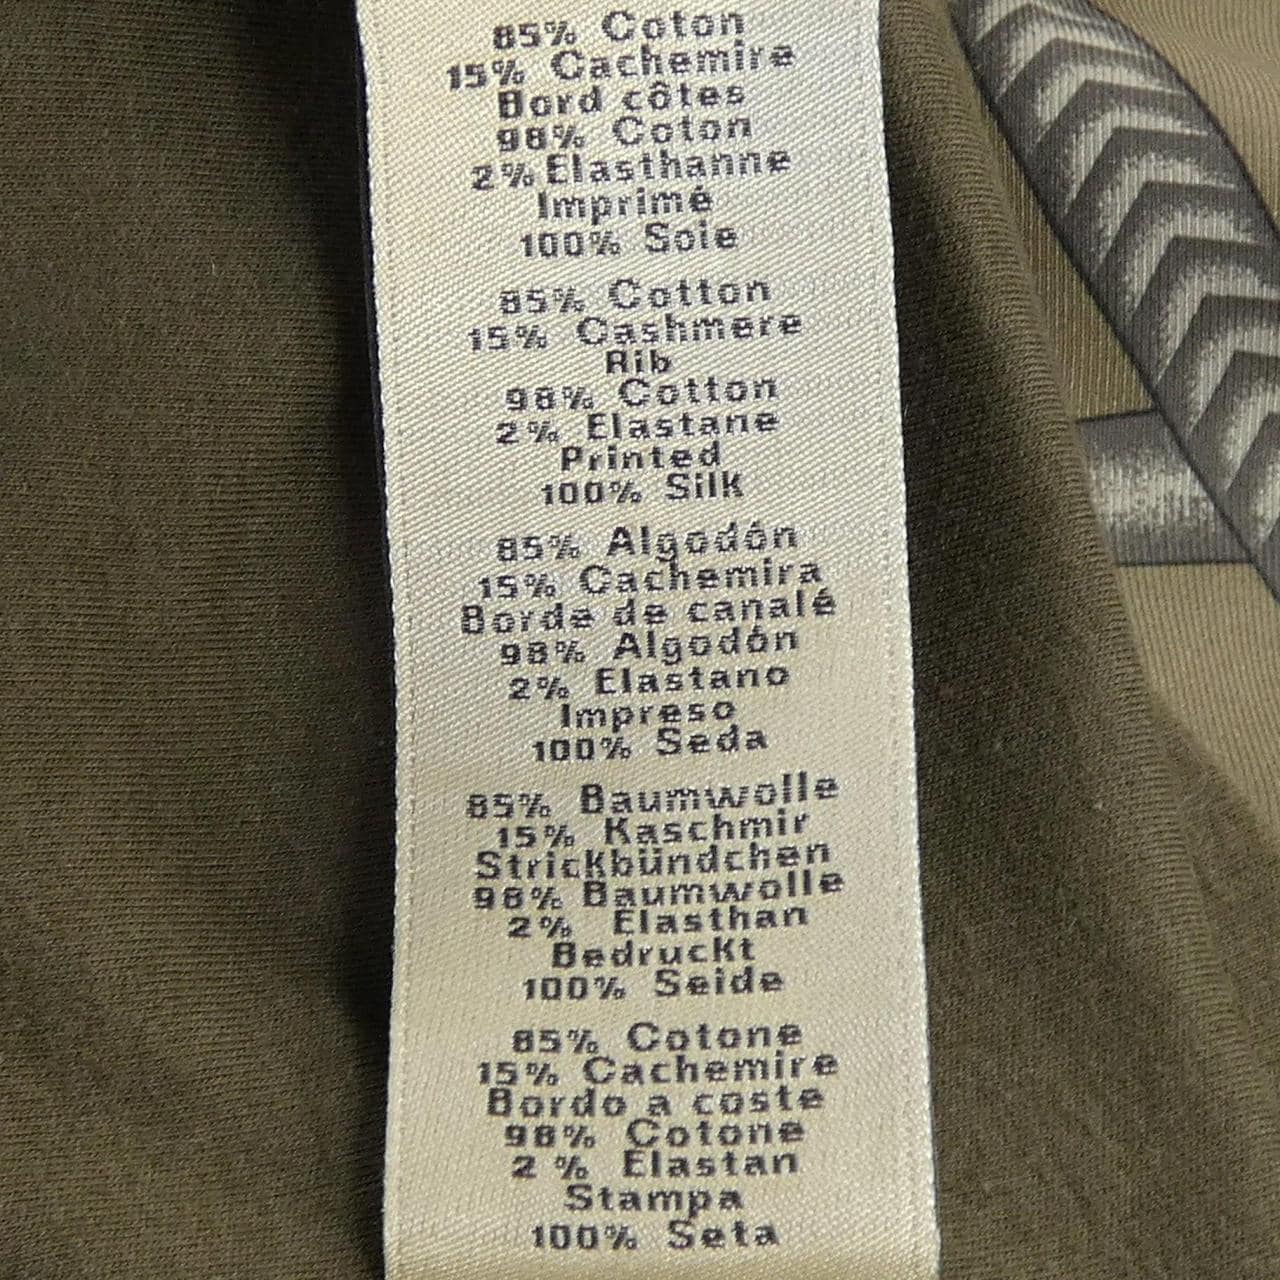 85% Coton
15% Cachemire
Bord côtes
98% Coton
2% Elasthanne
Imprimé
100% Soie
85% Cotton
15% Cashmere
Rib
98% Cotton
2% Elastane
Printed
100% Silk
85% Algodón
15% Cachemira
Borde de canalé
98% Algodón
2% Elastano
Impreso
100% Seda
85% Baumwolle
15% Kaschmir
Strickbündchen
98% Baumwolle
2% Elasthan
Bedruckt
100% Seide
85% Cotone
15% Cachemire
Bordo a coste
98% Cotone
2 % Elastan
Stampa
100% Seta